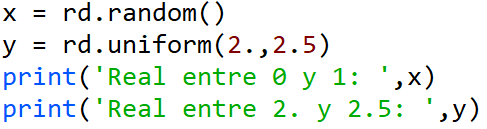 x = rd.random()
y = rd.uniform(2.,2.5)
print('Real entre 0 y 1: ',x)
print('Real entre 2. y 2.5: ',y)